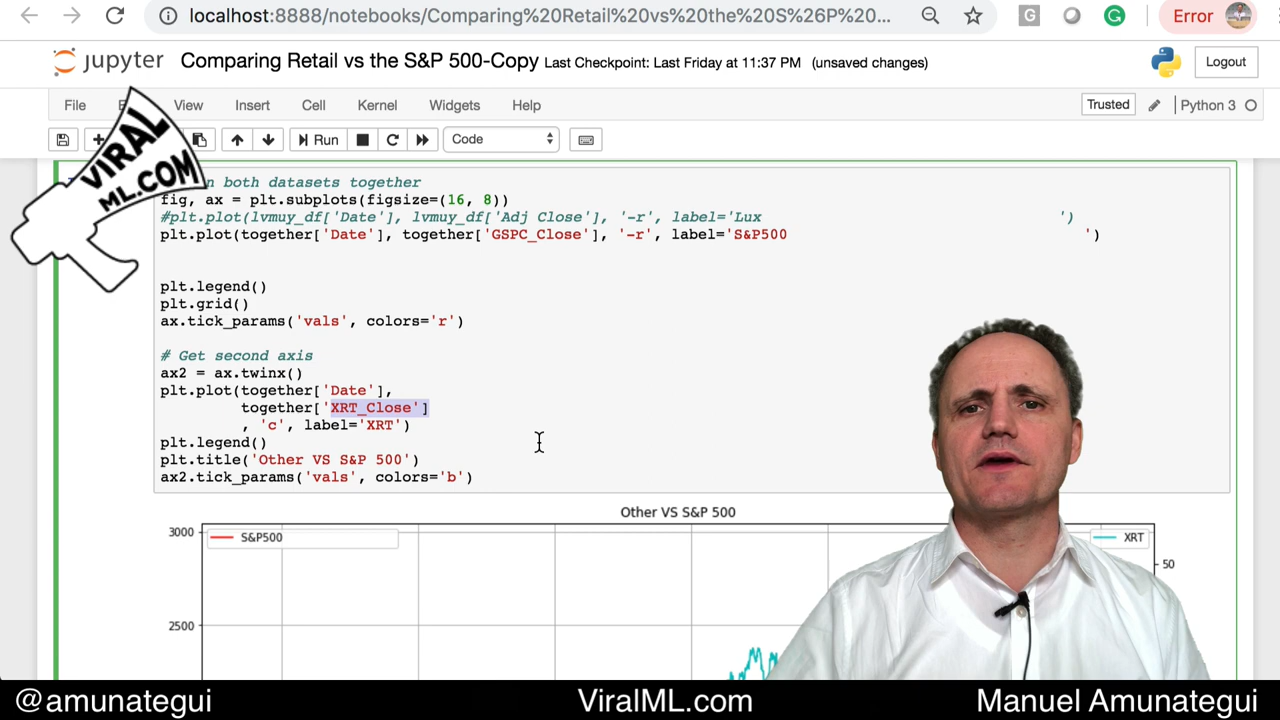 localhost:8888/notebooks/Comparing%20Retail%20vs%20the%20S%26P%20...
G
G
Error
jupyter Comparing Retail vs the S&P 500-Copy Last Checkpoint: Last Friday at 11:37 PM (unsaved changes)
Logout
File View Insert Cell Kernel Widgets Help
Trusted
Python 3
Run
Code
VIRAL
ML.COM
both datasets together
fig, ax = plt.subplots(figsize=(16, 8))
#plt.plot(lvmuy_df['Date'], lvmuy_df['Adj Close'], '-r', label='Lux ')
plt.plot(together['Date'], together['GSPC_Close'], '-r', label='S&P500 ')
plt.legend()
plt.grid()
ax.tick_params('vals', colors='r')
# Get second axis
ax2 = ax.twinx()
plt.plot(together['Date'],
together['XRT_Close']
, 'c', label='XRT')
plt.legend()
plt.title('Other VS S&P 500')
ax2.tick_params('vals', colors='b')
Other VS S&P 500
3000
S&P500
XRT
50
2500
@amunategui
ViralML.com
Manuel Amunategui